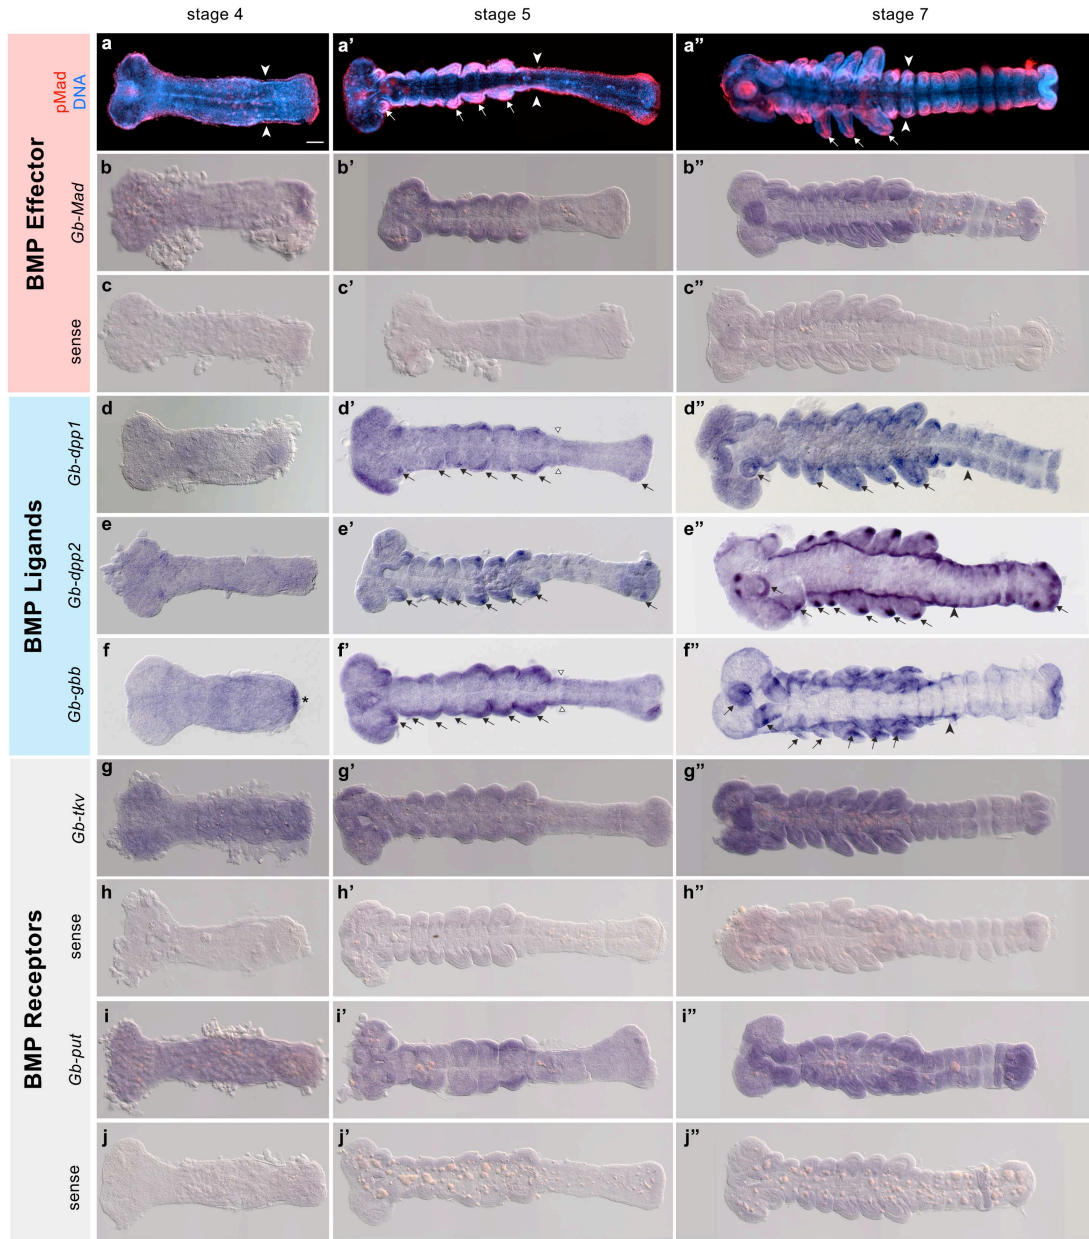 stage 4 stage 5 stage 7
BMP Effector
pMad
DNA
a a’ a”
Gb-Mad
b b’ b”
sense
c c’ c”
BMP Ligands
Gb-dpp1
d d’ d”
Gb-dpp2
e e’ e”
Gb-gbb
f * f’ f”
BMP Receptors
Gb-tkv
g g’ g”
sense
h h’ h”
Gb-put
i i’ i”
sense
j j’ j”